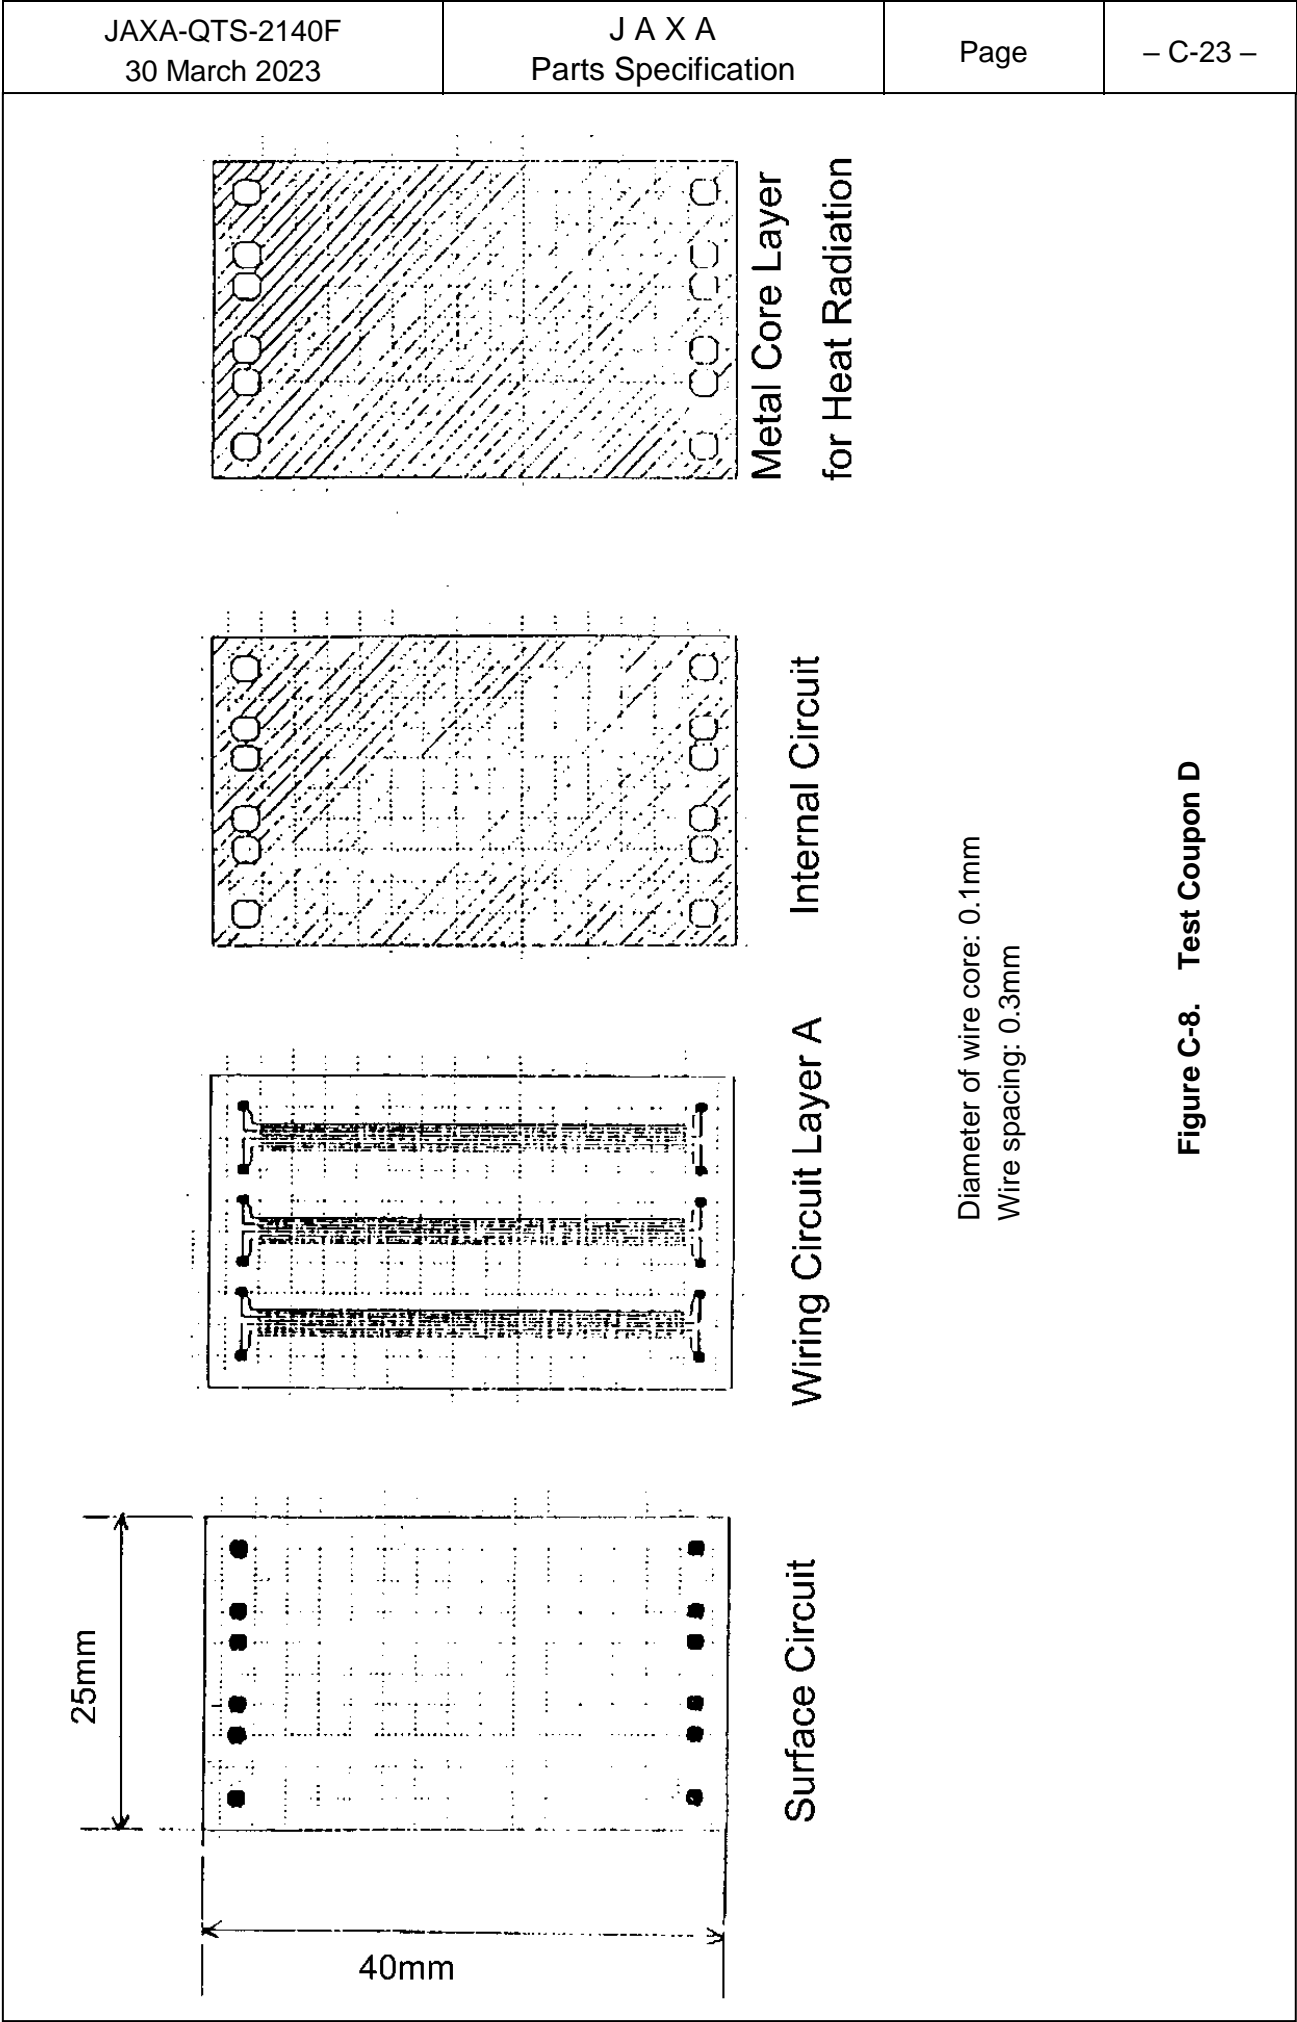 JAXA-QTS-2140F
30 March 2023
J A X A
Parts Specification
Page
– C-23 –
25mm
40mm
Surface Circuit
Wiring Circuit Layer A
Internal Circuit
Metal Core Layer
for Heat Radiation
Diameter of wire core: 0.1mm
Wire spacing: 0.3mm
Figure C-8. Test Coupon D